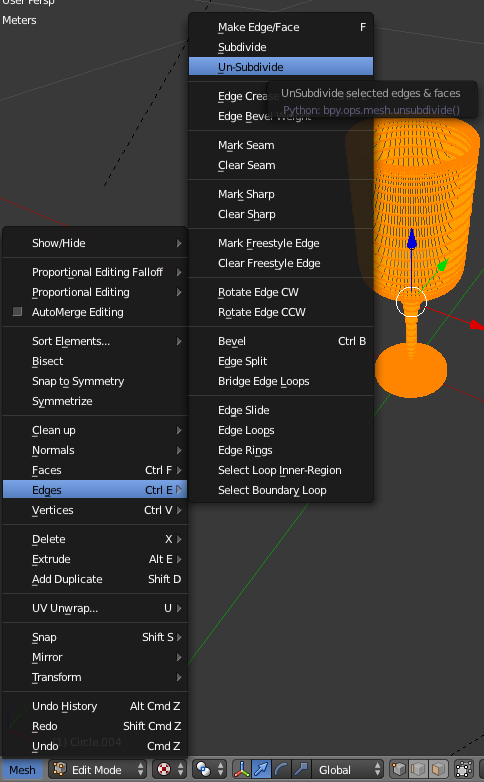 User Persp
Meters
Make Edge/Face F
Subdivide
Un-Subdivide
UnSubdivide selected edges & faces
Python: bpy.ops.mesh.unsubdivide()
Edge Crease
Edge Bevel Weight
Mark Seam
Clear Seam
Mark Sharp
Clear Sharp
Mark Freestyle Edge
Clear Freestyle Edge
Rotate Edge CW
Rotate Edge CCW
Bevel Ctrl B
Edge Split
Bridge Edge Loops
Edge Slide
Edge Loops
Edge Rings
Select Loop Inner-Region
Select Boundary Loop
Show/Hide
Proportional Editing Falloff
Proportional Editing
AutoMerge Editing
Sort Elements...
Bisect
Snap to Symmetry
Symmetrize
Clean up
Normals
Faces Ctrl F
Edges Ctrl E
Vertices Ctrl V
Delete X
Extrude Alt E
Add Duplicate Shift D
UV Unwrap... U
Snap Shift S
Mirror
Transform
Undo History Alt Cmd Z
Redo Shift Cmd Z
Undo Cmd Z
(1) Circle.004
Mesh Edit Mode Global